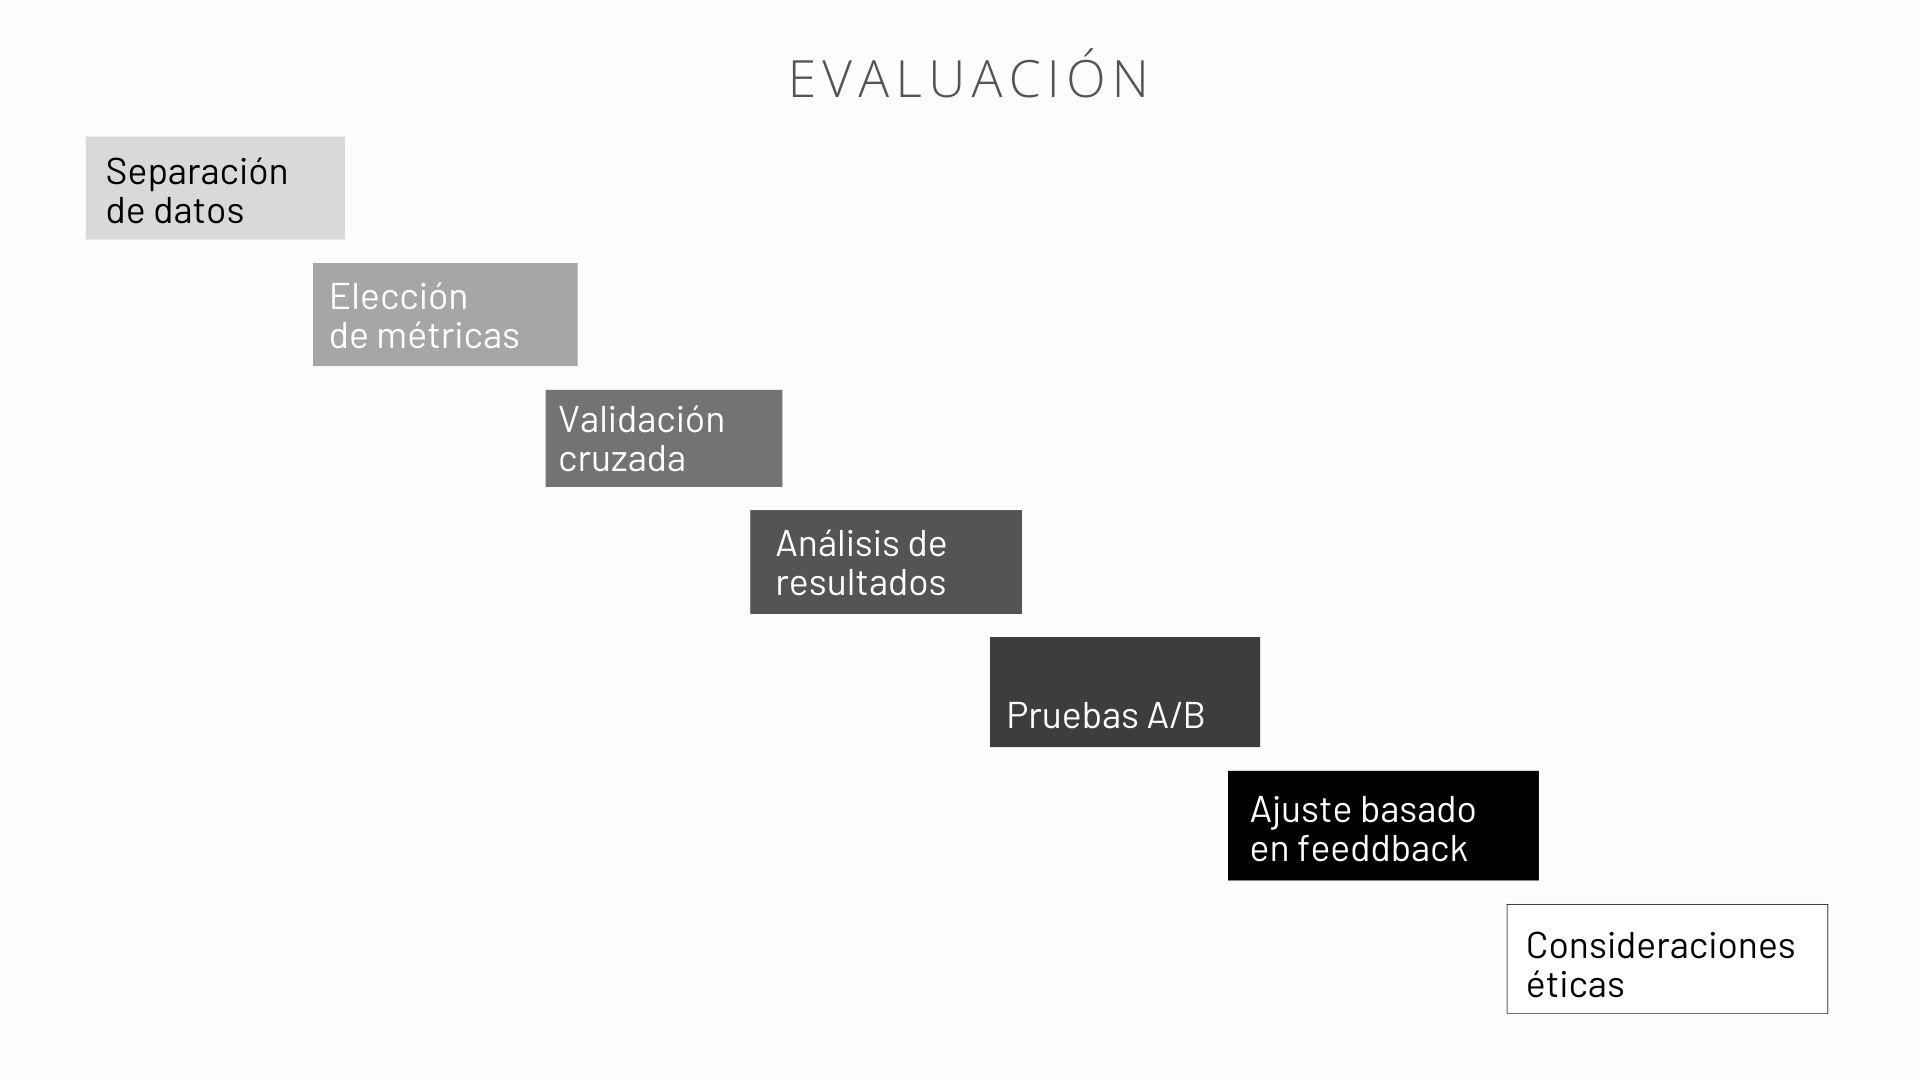 EVALUACIÓN
Separación
de datos
Elección
de métricas
Validación
cruzada
Análisis de
resultados
Pruebas A/B
Ajuste basado
en feeddback
Consideraciones
éticas